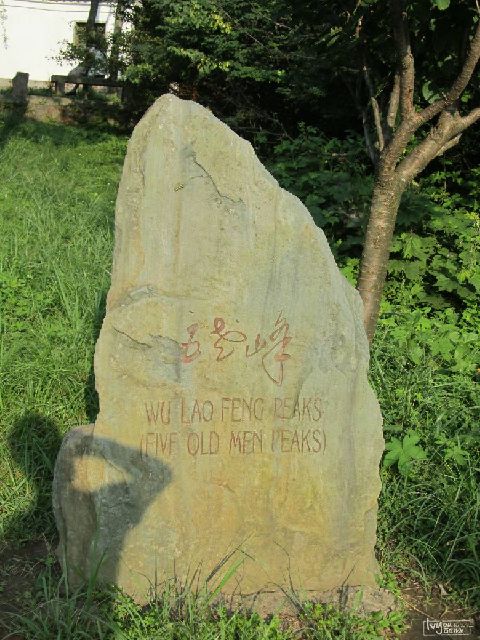 五老峰
WU LAO FENG PEAKS
(FIVE OLD MEN PEAKS)